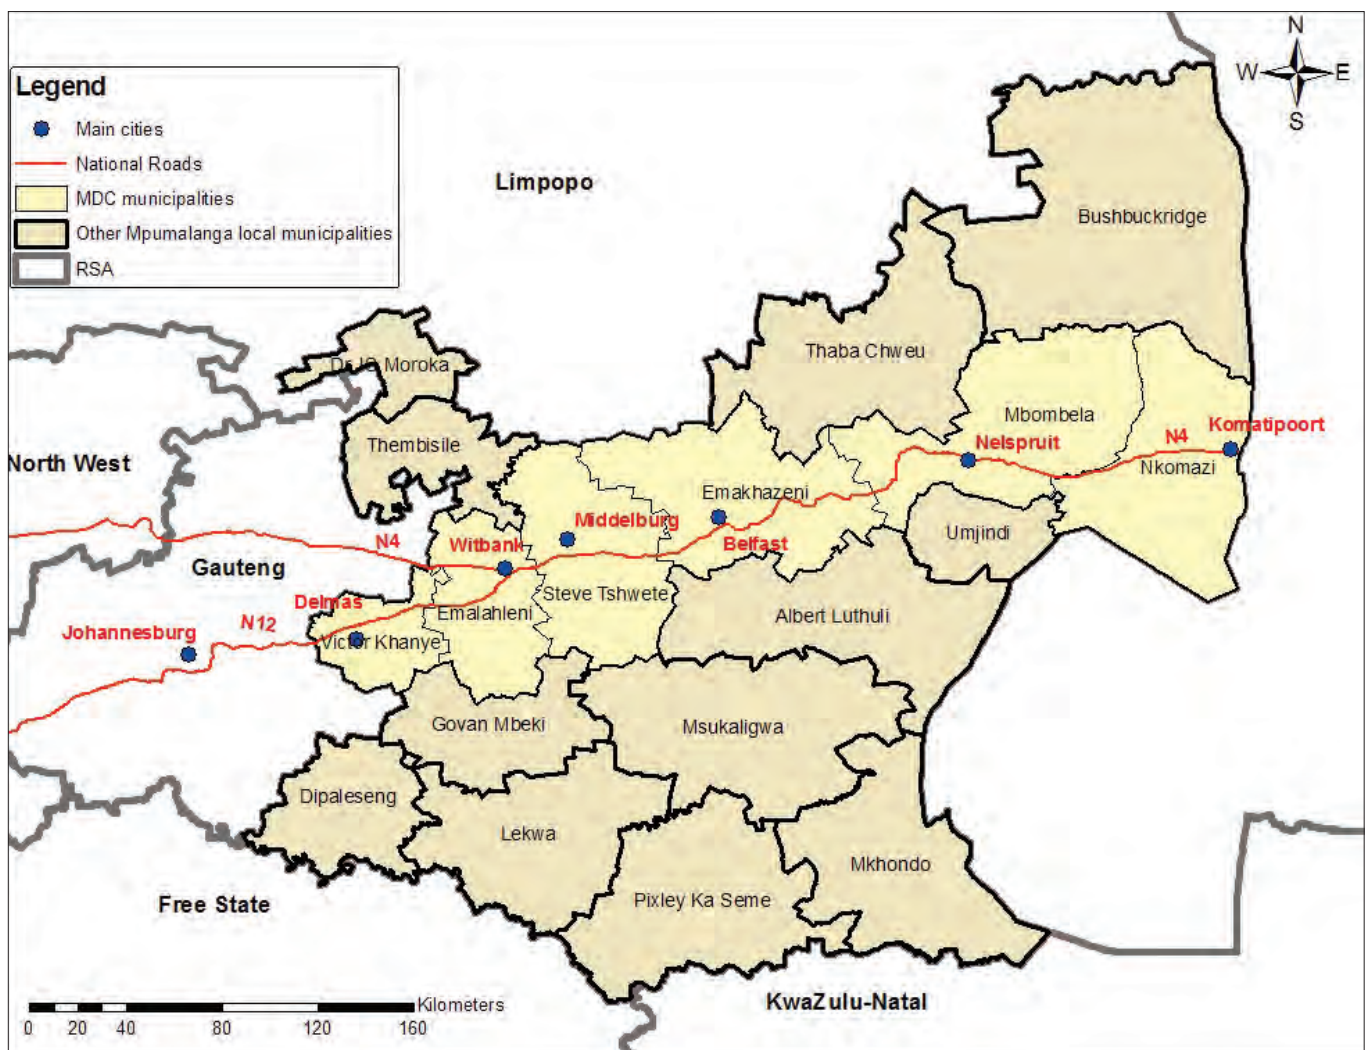 N
W E
S
Legend
Main cities
National Roads
MDC municipalities
Other Mpumalanga local municipalities
RSA
Limpopo
Bushbuckridge
Thaba Chweu
Dr JS Moroka
Mbombela
Komatipoort
Thembisile
Nelspruit
N4
Nkomazi
North West
Emakhazeni
Middelburg
Umjindi
N4
Witbank
Belfast
Gauteng
Steve Tshwete
Delmas
Emalahleni
Albert Luthuli
N12
Johannesburg
Victor Khanye
Govan Mbeki
Msukaligwa
Dipaleseng
Lekwa
Mkhondo
Pixley Ka Seme
Free State
KwaZulu-Natal
Kilometers
0 20 40 80 120 160